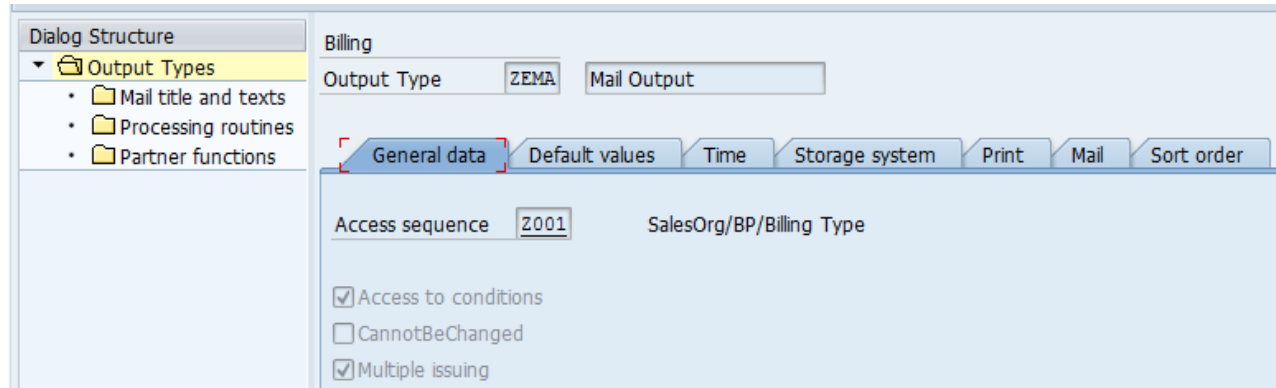 Dialog Structure
Output Types
Mail title and texts
Processing routines
Partner functions
Billing
Output Type ZEMA Mail Output
General data Default values Time Storage system Print Mail Sort order
Access sequence Z001 SalesOrg/BP/Billing Type
Access to conditions
CannotBeChanged
Multiple issuing